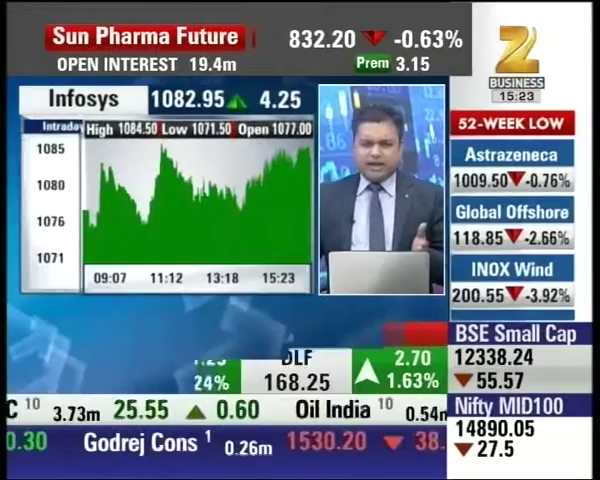 Sun Pharma Future
832.20 -0.63%
OPEN INTEREST 19.4m
Prem 3.15
Z
BUSINESS
15:23
Infosys 1082.95 4.25
Intraday High 1084.50 Low 1071.50 Open 1077.00
1085
1080
1076
1071
09:07 11:12 13:18 15:23
52-WEEK LOW
Astrazeneca
1009.50 -0.76%
Global Offshore
118.85 -2.66%
INOX Wind
200.55 -3.92%
BSE Small Cap
12338.24
55.57
Nifty MID100
14890.05
27.5
24%
DLF
168.25
2.70
1.63%
C 10 3.73m 25.55 0.60 Oil India 10 0.54m
0.30 Godrej Cons 1 0.26m 1530.20 38.